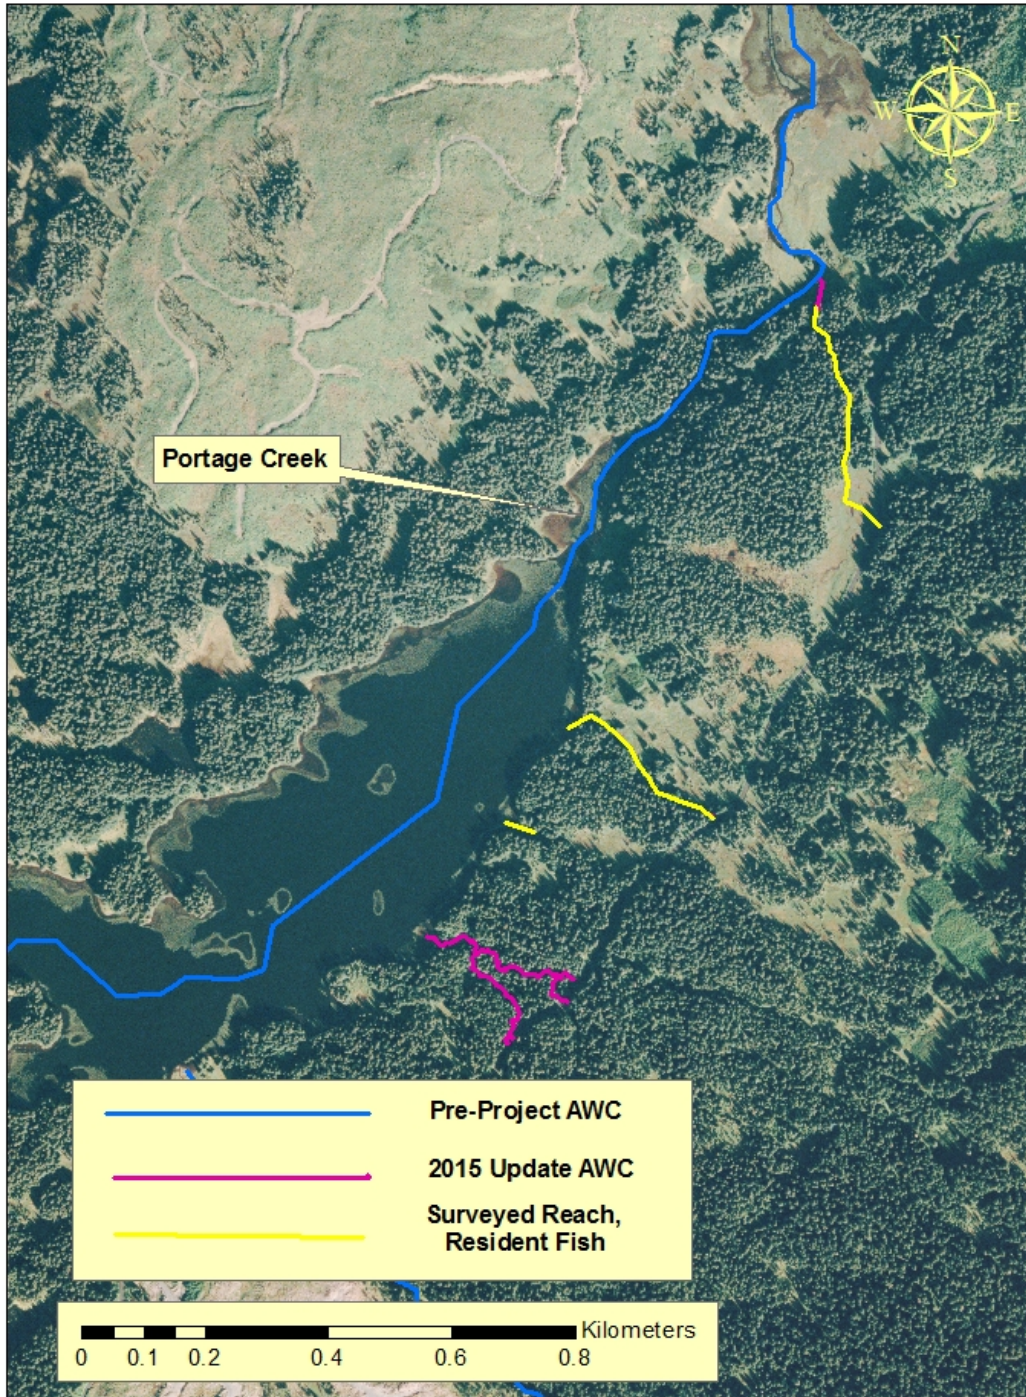 N
W E
S
Portage Creek
Pre-Project AWC
2015 Update AWC
Surveyed Reach,
Resident Fish
Kilometers
0 0.1 0.2 0.4 0.6 0.8